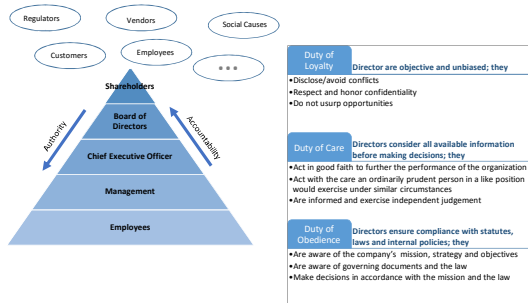 Regulators
Vendors
Social Causes
Customers
Employees
•••
Shareholders
Board of
Directors
Chief Executive Officer
Management
Employees
Authority
Accountability
Duty of
Loyalty
Director are objective and unbiased; they
•Disclose/avoid conflicts
•Respect and honor confidentiality
•Do not usurp opportunities
Duty of Care
Directors consider all available information
before making decisions; they
•Act in good faith to further the performance of the organization
•Act with the care an ordinarily prudent person in a like position
would exercise under similar circumstances
•Are informed and exercise independent judgement
Duty of
Obedience
Directors ensure compliance with statutes,
laws and internal policies; they
•Are aware of the company's mission, strategy and objectives
•Are aware of governing documents and the law
•Make decisions in accordance with the mission and the law